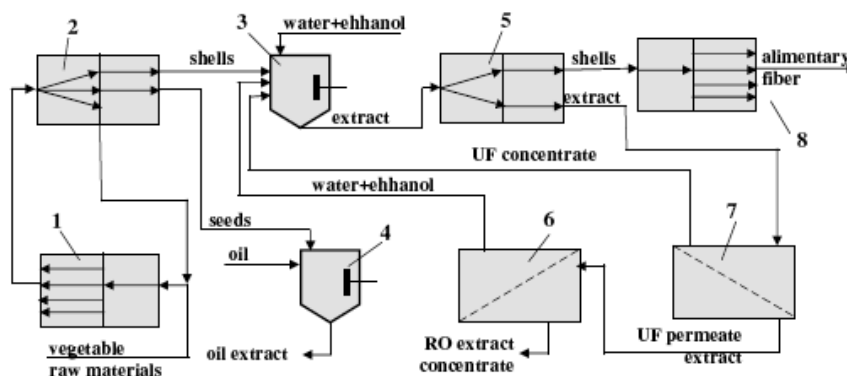 water+ehhanol
2
3
5
shells
shells
alimentary
fiber
extract
extract
8
UF concentrate
water+ehhanol
1
seeds
4
6
7
oil
vegetable
raw materials
oil extract
RO extract
concentrate
UF permeate
extract